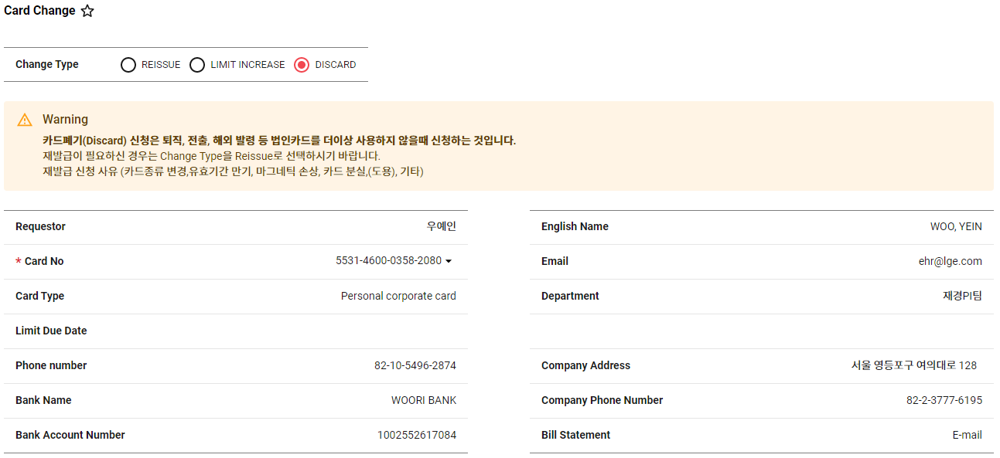 Card Change
Change Type REISSUE LIMIT INCREASE DISCARD
Warning
카드폐기(Discard) 신청은 퇴직, 전출, 해외 발령 등 법인카드를 더이상 사용하지 않을때 신청하는 것입니다.
재발급이 필요하신 경우는 Change Type을 Reissue로 선택하시기 바랍니다.
재발급 신청 사유 (카드종류 변경,유효기간 만기, 마그네틱 손상, 카드 분실,(도용), 기타)
Requestor 우예인
English Name WOO, YEIN
* Card No 5531-4600-0358-2080
Email ehr@lge.com
Card Type Personal corporate card
Department 재경PI팀
Limit Due Date
Phone number 82-10-5496-2874
Company Address 서울 영등포구 여의대로 128
Bank Name WOORI BANK
Company Phone Number 82-2-3777-6195
Bank Account Number 1002552617084
Bill Statement E-mail